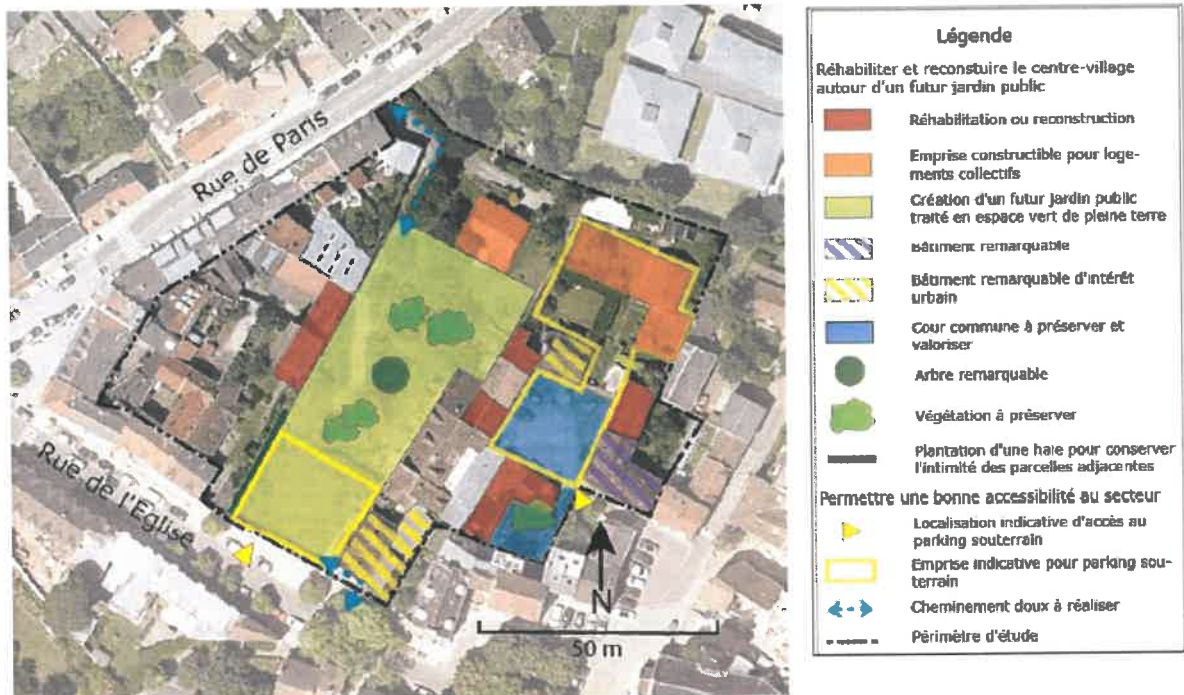 Rue de Paris
Rue de l'Eglise
N
50 m
Légende
Réhabiliter et reconstuire le centre-village
autour d'un futur jardin public
Réhabilitation ou reconstruction
Emprise constructible pour loge-
ments collectifs
Création d'un futur jardin public
traité en espace vert de pleine terre
Bâtiment remarquable
Bâtiment remarquable d'intérêt
urbain
Cour commune à préserver et
valoriser
Arbre remarquable
Végétation à préserver
Plantation d'une haie pour conserver
l'intimité des parcelles adjacentes
Permettre une bonne accessibilité au secteur
Localisation indicative d'accès au
parking souterrain
Emprise indicative pour parking sou-
terrain
Cheminement doux à réaliser
Périmètre d'étude